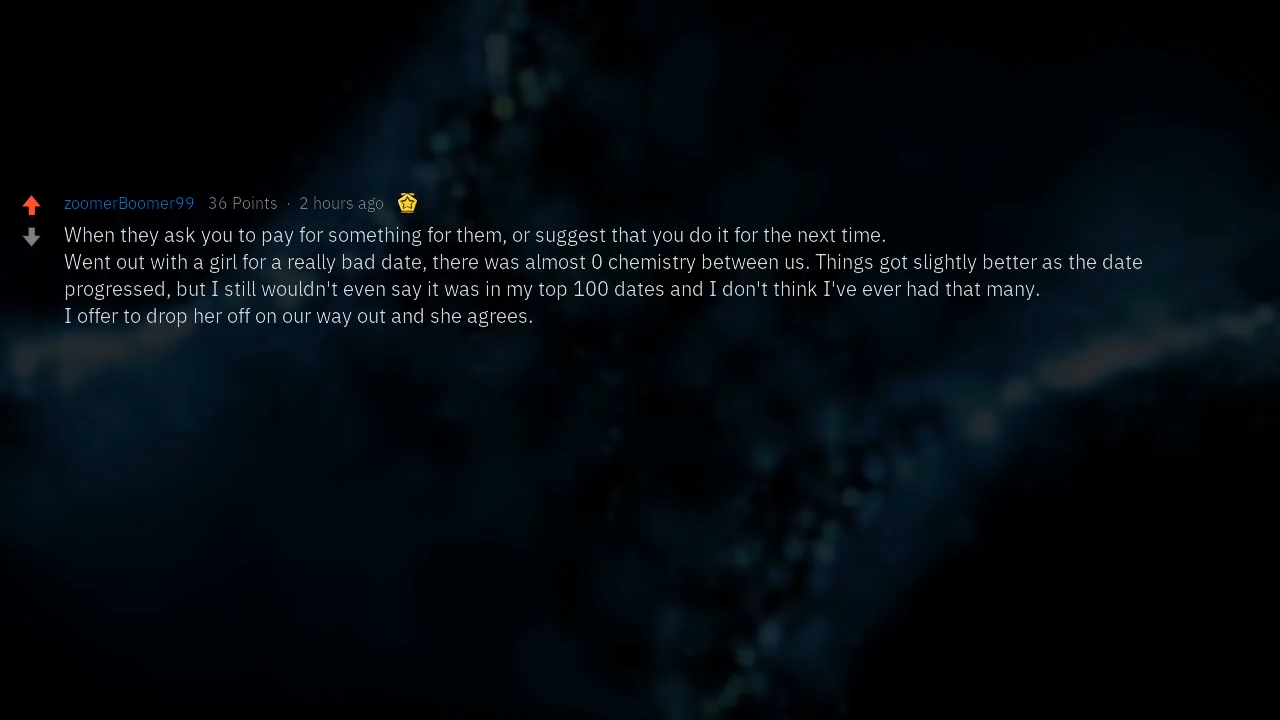 zoomerBoomer99 36 Points · 2 hours ago
When they ask you to pay for something for them, or suggest that you do it for the next time.
Went out with a girl for a really bad date, there was almost 0 chemistry between us. Things got slightly better as the date
progressed, but I still wouldn't even say it was in my top 100 dates and I don't think I've ever had that many.
I offer to drop her off on our way out and she agrees.